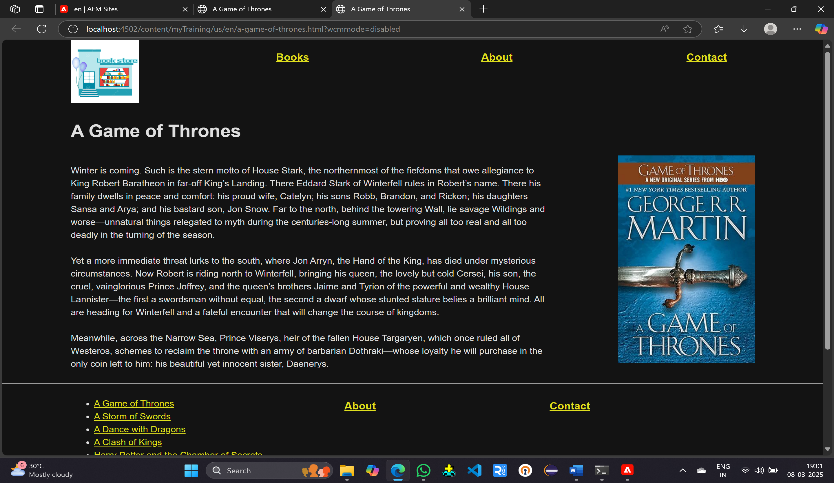 en | AEM Sites
A Game of Thrones
A Game of Thrones
localhost:4502/content/myTraining/us/en/a-game-of-thrones.html?wcmmode=disabled
book store
Books
About
Contact
A Game of Thrones
Winter is coming. Such is the stern motto of House Stark, the northernmost of the fiefdoms that owe allegiance to
King Robert Baratheon in far-off King's Landing. There Eddard Stark of Winterfell rules in Robert's name. There his
family dwells in peace and comfort: his proud wife, Catelyn; his sons Robb, Brandon, and Rickon; his daughters
Sansa and Arya; and his bastard son, Jon Snow. Far to the north, behind the towering Wall, lie savage Wildings and
worse—unnatural things relegated to myth during the centuries-long summer, but proving all too real and all too
deadly in the turning of the season.
Yet a more immediate threat lurks to the south, where Jon Arryn, the Hand of the King, has died under mysterious
circumstances. Now Robert is riding north to Winterfell, bringing his queen, the lovely but cold Cersei, his son, the
cruel, vainglorious Prince Joffrey, and the queen's brothers Jaime and Tyrion of the powerful and wealthy House
Lannister—the first a swordsman without equal, the second a dwarf whose stunted stature belies a brilliant mind. All
are heading for Winterfell and a fateful encounter that will change the course of kingdoms.
Meanwhile, across the Narrow Sea, Prince Viserys, heir of the fallen House Targaryen, which once ruled all of
Westeros, schemes to reclaim the throne with an army of barbarian Dothraki—whose loyalty he will purchase in the
only coin left to him: his beautiful yet innocent sister, Daenerys.
GAME OF THRONES
A NEW ORIGINAL SERIES FROM HBO
#1 NEW YORK TIMES BESTSELLING AUTHOR
GEORGE R. R.
MARTIN
A GAME OF
THRONES
A Game of Thrones
A Storm of Swords
A Dance with Dragons
A Clash of Kings
Harry Potter and the Chamber of Secrets
About
Contact
30°C
Mostly cloudy
Search
ENG
IN
19:01
08-03-2025